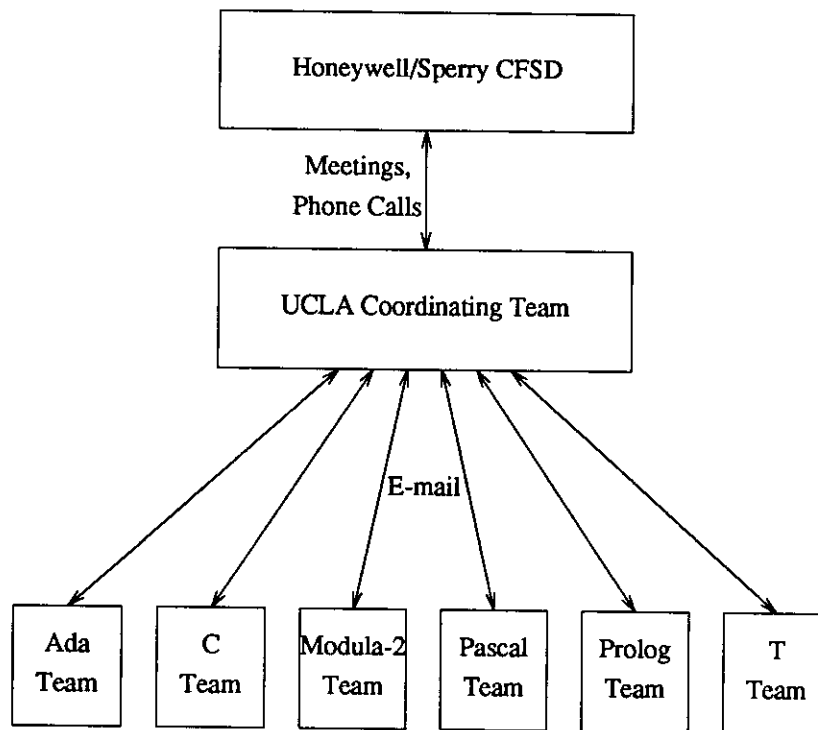 Honeywell/Sperry CFSD
Meetings,
Phone Calls
UCLA Coordinating Team
E-mail
Ada
Team
C
Team
Modula-2
Team
Pascal
Team
Prolog
Team
T
Team